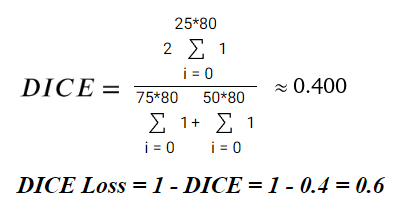 25*80
2 ∑ 1
i = 0
DICE = ≈ 0.400
75*80 50*80
∑ 1 + ∑ 1
i = 0 i = 0
DICE Loss = 1 - DICE = 1 - 0.4 = 0.6